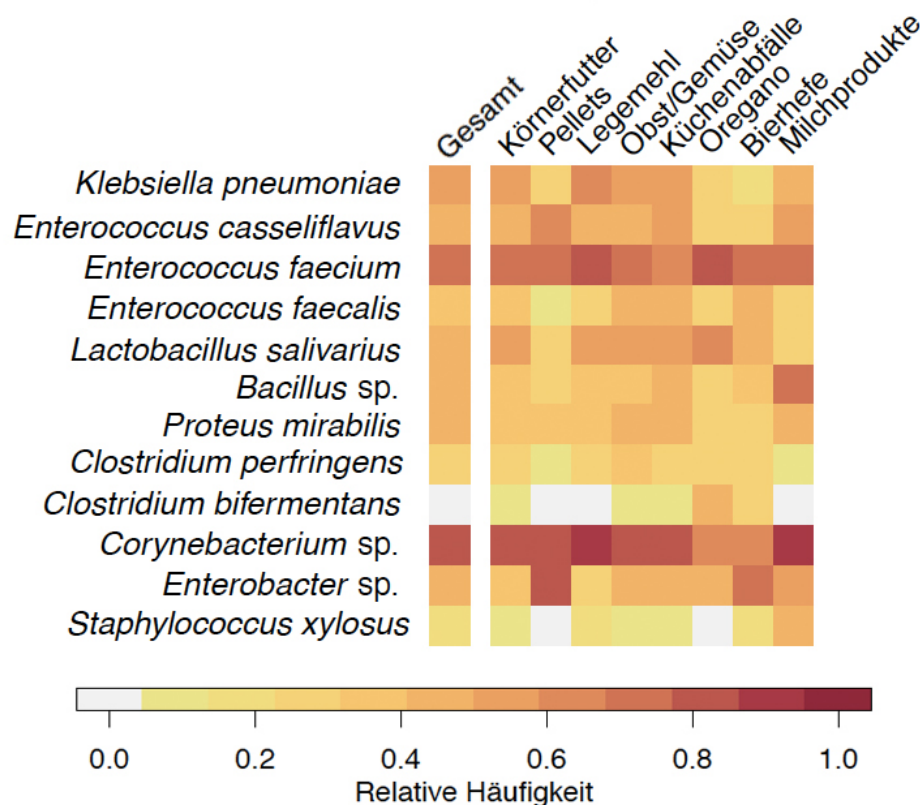 Gesamt
Körnerfutter
Pellets
Legemehl
Obst/Gemüse
Küchenabfälle
Oregano
Bierhefe
Milchprodukte
Klebsiella pneumoniae
Enterococcus casseliflavus
Enterococcus faecium
Enterococcus faecalis
Lactobacillus salivarius
Bacillus sp.
Proteus mirabilis
Clostridium perfringens
Clostridium bifermentans
Corynebacterium sp.
Enterobacter sp.
Staphylococcus xylosus
0.0 0.2 0.4 0.6 0.8 1.0
Relative Häufigkeit